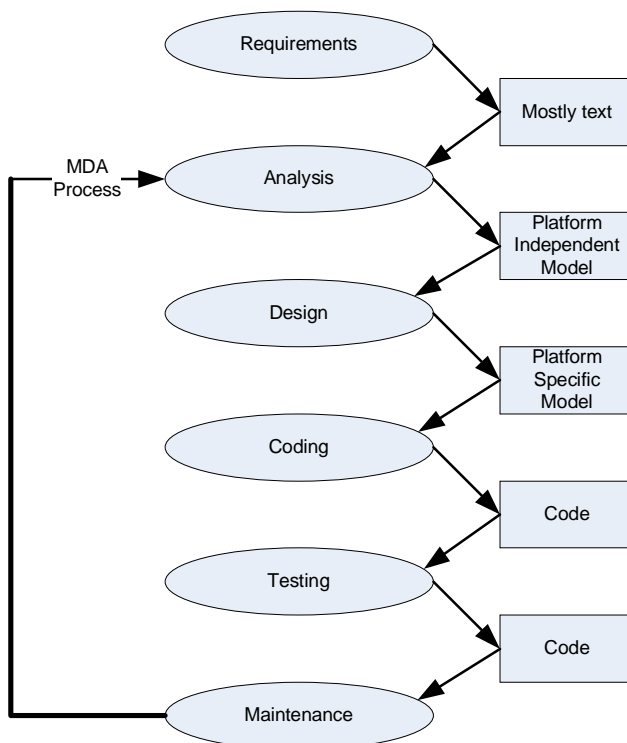 Requirements
Mostly text
MDA
Process
Analysis
Platform
Independent
Model
Design
Platform
Specific
Model
Coding
Code
Testing
Code
Maintenance